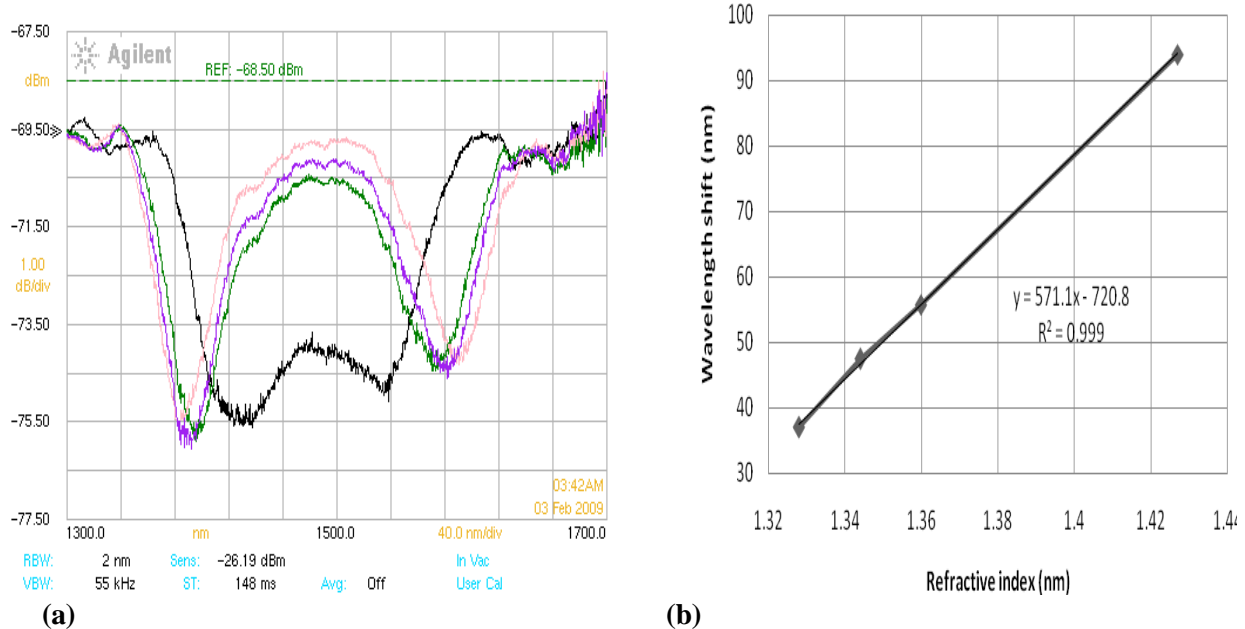 −67.50
Agilent
dBm
REF: −68.50 dBm
−69.50
−71.50
1.00
dB/div
−73.50
−75.50
03:42AM
03 Feb 2009
−77.50
1300.0 nm 1500.0 40.0 nm/div 1700.0
RBW: 2 nm Sens: −26.19 dBm In Vac
VBW: 55 kHz ST: 148 ms Avg: Off User Cal
(a)
100
90
80
70
60
50
40
30
Wavelength shift (nm)
y = 571.1x - 720.8
R² = 0.999
1.32 1.34 1.36 1.38 1.4 1.42 1.44
Refractive index (nm)
(b)